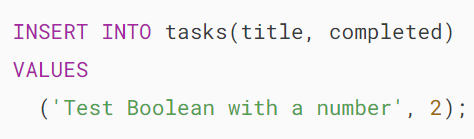 INSERT INTO tasks(title, completed)
VALUES
('Test Boolean with a number', 2);